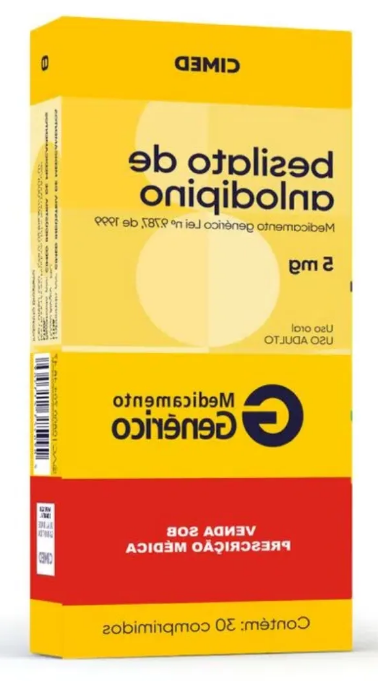 CIMED
besilato de
anlodipino
Medicamento genérico Lei nº 9.787, de 1999
5 mg
Uso oral
USO ADULTO
Medicamento
G Genérico
VENDA SOB
PRESCRIÇÃO MÉDICA
Contém: 30 comprimidos
CIMED